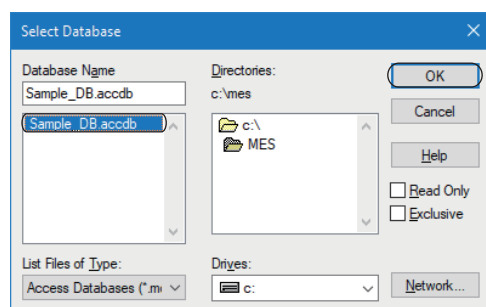 Select Database
Database Name
Sample_DB.accdb
Sample_DB.accdb
Directories:
c:\mes
c:\
MES
OK
Cancel
Help
Read Only
Exclusive
List Files of Type:
Access Databases (*.m
Drives:
c:
Network...